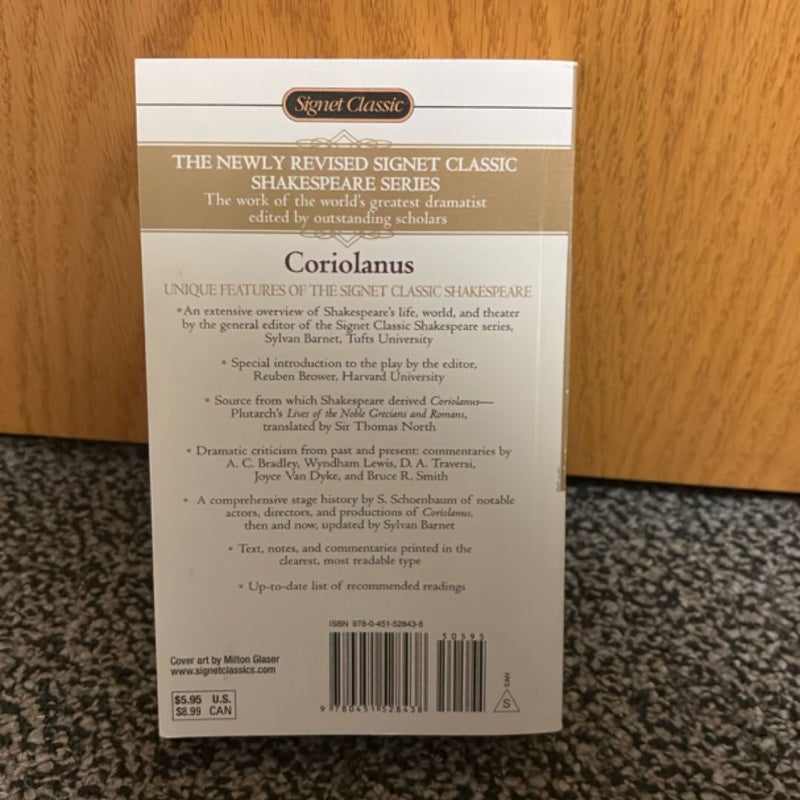 Signet Classic
THE NEWLY REVISED SIGNET CLASSIC
SHAKESPEARE SERIES
The work of the world's greatest dramatist
edited by outstanding scholars
Coriolanus
UNIQUE FEATURES OF THE SIGNET CLASSIC SHAKESPEARE
• An extensive overview of Shakespeare's life, world, and theater
by the general editor of the Signet Classic Shakespeare series,
Sylvan Barnet, Tufts University
• Special introduction to the play by the editor,
Reuben Brower, Harvard University
• Source from which Shakespeare derived Coriolanus—
Plutarch's Lives of the Noble Grecians and Romans,
translated by Sir Thomas North
• Dramatic criticism from past and present: commentaries by
A. C. Bradley, Wyndham Lewis, D. A. Traversi,
Joyce Van Dyke, and Bruce R. Smith
• A comprehensive stage history by S. Schoenbaum of notable
actors, directors, and productions of Coriolanus,
then and now, updated by Sylvan Barnet
• Text, notes, and commentaries printed in the
clearest, most readable type
• Up-to-date list of recommended readings
ISBN 978-0-451-52843-8
50595
Cover art by Milton Glaser
www.signetclassics.com
$5.95 U.S.
$8.99 CAN
9 780451 528438
EAN
S